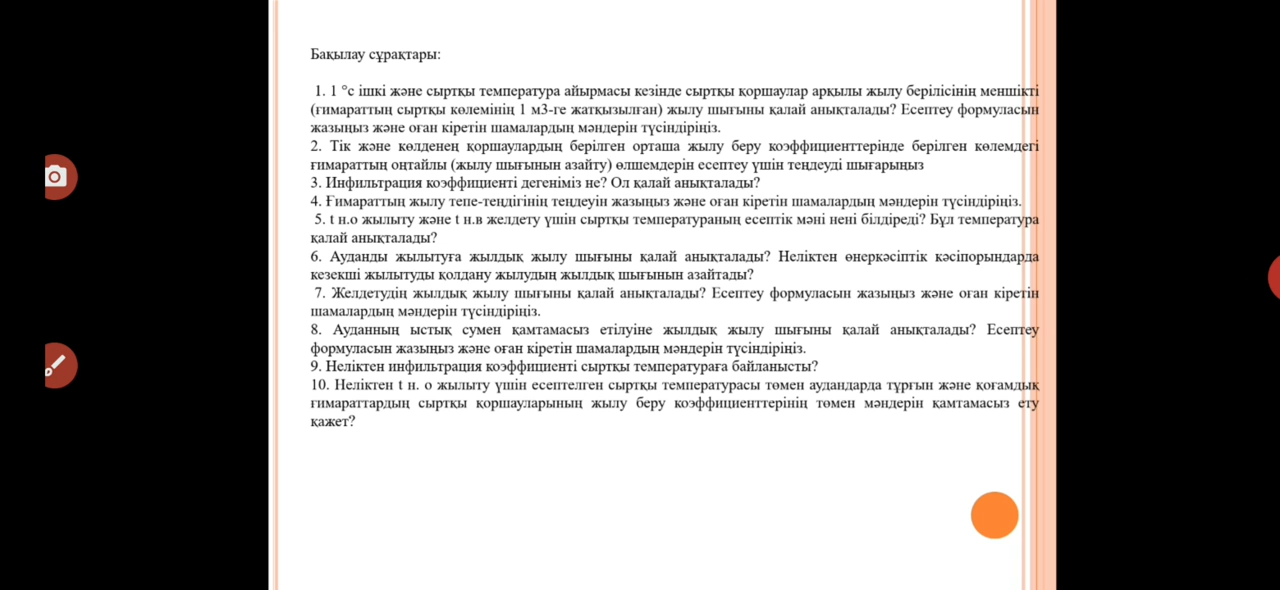 Бақылау сұрақтары:
1. 1 °с ішкі және сыртқы температура айырмасы кезінде сыртқы қоршаулар арқылы жылу берілісінің меншікті
(ғимараттың сыртқы көлемінің 1 м3-ге жатқызылған) жылу шығыны қалай анықталады? Есептеу формуласын
жазыңыз және оған кіретін шамалардың мәндерін түсіндіріңіз.
2. Тік және көлденең қоршаулардың берілген орташа жылу беру коэффициенттерінде берілген көлемдегі
ғимараттың оңтайлы (жылу шығынын азайту) өлшемдерін есептеу үшін теңдеуді шығарыңыз
3. Инфильтрация коэффициенті дегеніміз не? Ол қалай анықталады?
4. Ғимараттың жылу тепе-теңдігінің теңдеуін жазыңыз және оған кіретін шамалардың мәндерін түсіндіріңіз.
5. t н.о жылыту және t н.в желдету үшін сыртқы температураның есептік мәні нені білдіреді? Бұл температура
қалай анықталады?
6. Ауданды жылытуға жылдық жылу шығыны қалай анықталады? Неліктен өнеркәсіптік кәсіпорындарда
кезекші жылытуды қолдану жылудың жылдық шығынын азайтады?
7. Желдетудің жылдық жылу шығыны қалай анықталады? Есептеу формуласын жазыңыз және оған кіретін
шамалардың мәндерін түсіндіріңіз.
8. Ауданның ыстық сумен қамтамасыз етілуіне жылдық жылу шығыны қалай анықталады? Есептеу
формуласын жазыңыз және оған кіретін шамалардың мәндерін түсіндіріңіз.
9. Неліктен инфильтрация коэффициенті сыртқы температураға байланысты?
10. Неліктен t н. о жылыту үшін есептелген сыртқы температурасы төмен аудандарда тұрғын және қоғамдық
ғимараттардың сыртқы қоршауларының жылу беру коэффициенттерінің төмен мәндерін қамтамасыз ету
қажет?